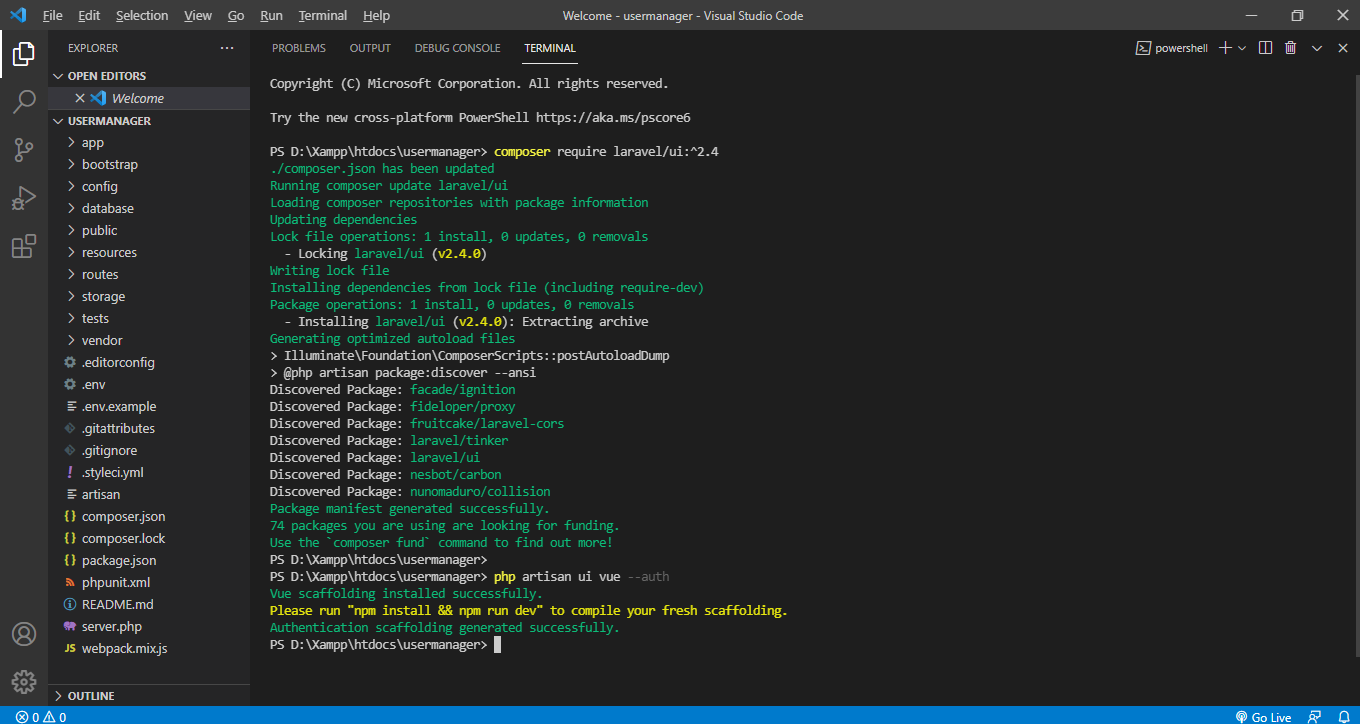 File Edit Selection View Go Run Terminal Help Welcome - usermanager - Visual Studio Code
EXPLORER
OPEN EDITORS
Welcome
USERMANAGER
app
bootstrap
config
database
public
resources
routes
storage
tests
vendor
.editorconfig
.env
.env.example
.gitattributes
.gitignore
.styleci.yml
artisan
composer.json
composer.lock
package.json
phpunit.xml
README.md
server.php
JS webpack.mix.js
OUTLINE
PROBLEMS OUTPUT DEBUG CONSOLE TERMINAL powershell
Copyright (C) Microsoft Corporation. All rights reserved.
Try the new cross-platform PowerShell https://aka.ms/pscore6
PS D:\Xampp\htdocs\usermanager> composer require laravel/ui:^2.4
./composer.json has been updated
Running composer update laravel/ui
Loading composer repositories with package information
Updating dependencies
Lock file operations: 1 install, 0 updates, 0 removals
- Locking laravel/ui (v2.4.0)
Writing lock file
Installing dependencies from lock file (including require-dev)
Package operations: 1 install, 0 updates, 0 removals
- Installing laravel/ui (v2.4.0): Extracting archive
Generating optimized autoload files
> Illuminate\Foundation\ComposerScripts::postAutoloadDump
> @php artisan package:discover --ansi
Discovered Package: facade/ignition
Discovered Package: fideloper/proxy
Discovered Package: fruitcake/laravel-cors
Discovered Package: laravel/tinker
Discovered Package: laravel/ui
Discovered Package: nesbot/carbon
Discovered Package: nunomaduro/collision
Package manifest generated successfully.
74 packages you are using are looking for funding.
Use the `composer fund` command to find out more!
PS D:\Xampp\htdocs\usermanager>
PS D:\Xampp\htdocs\usermanager> php artisan ui vue --auth
Vue scaffolding installed successfully.
Please run "npm install && npm run dev" to compile your fresh scaffolding.
Authentication scaffolding generated successfully.
PS D:\Xampp\htdocs\usermanager>
0 0 Go Live